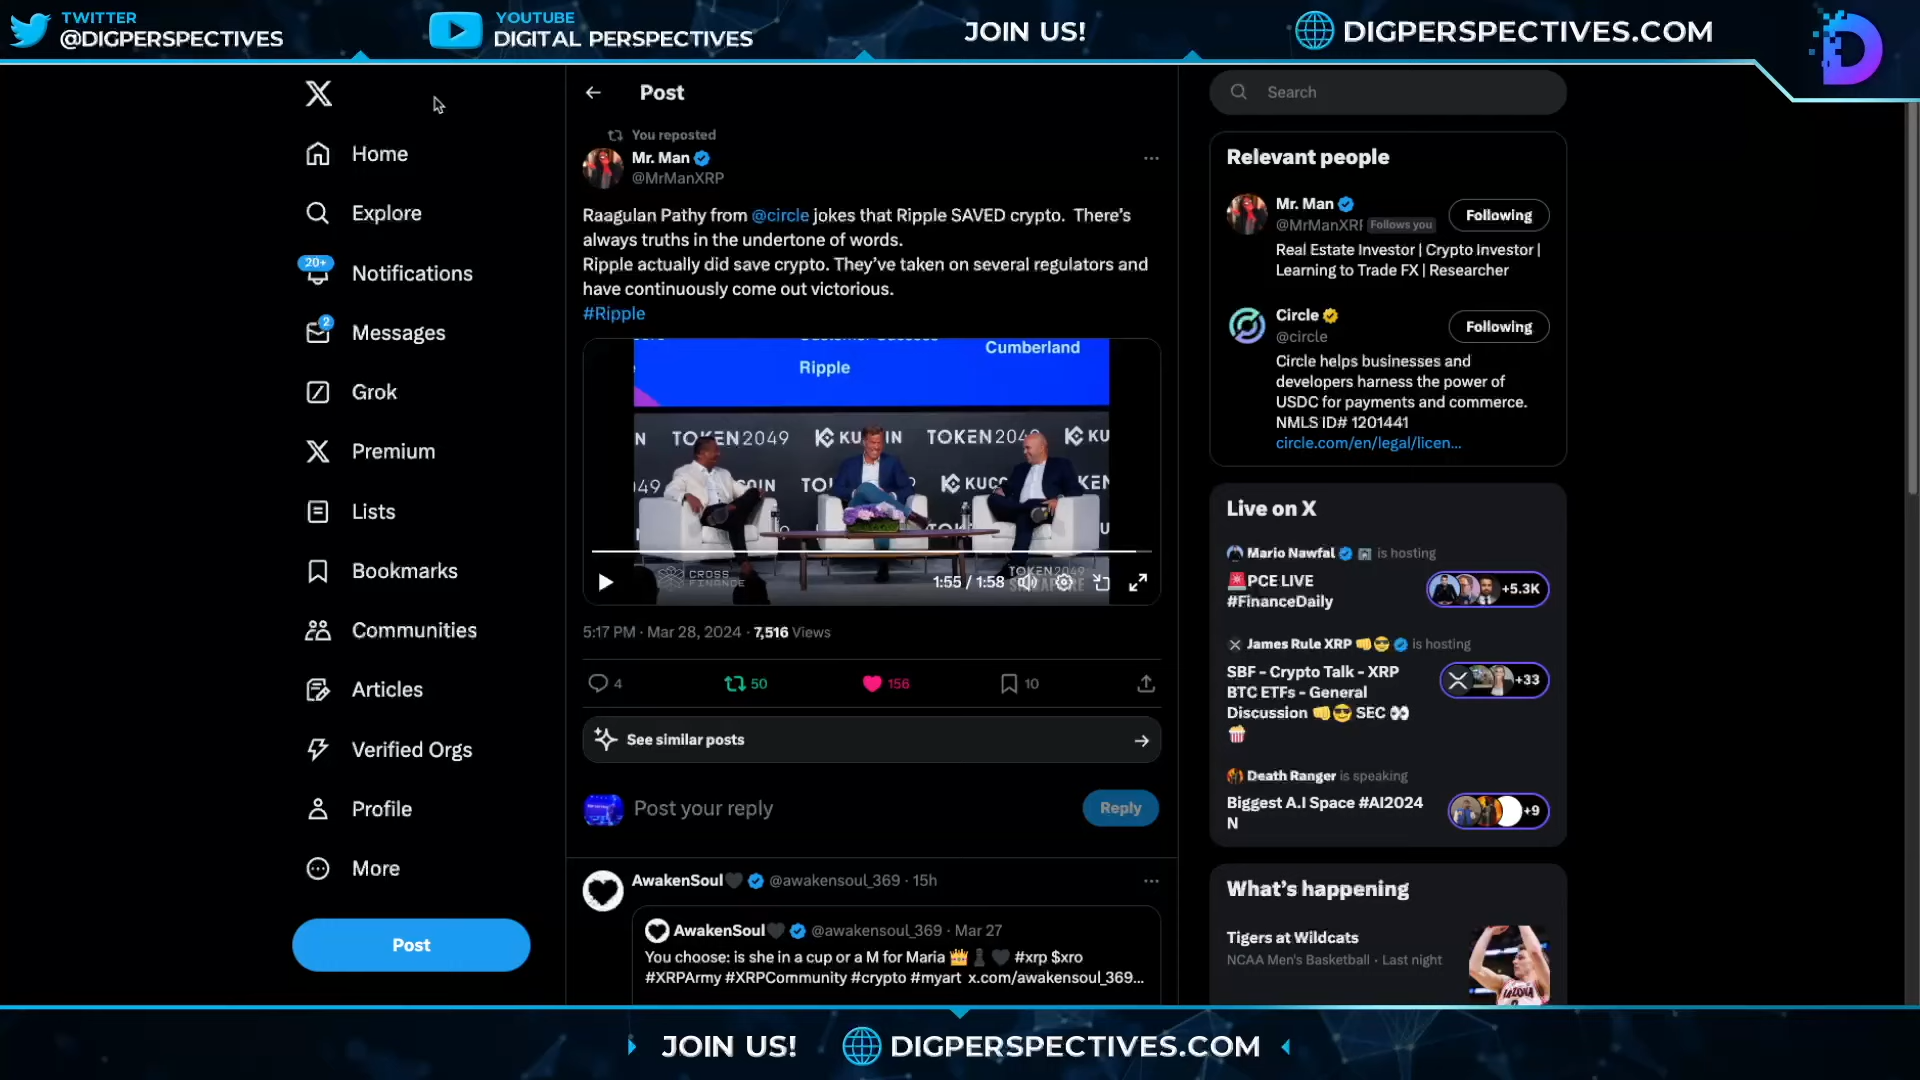 TWITTER
@DIGPERSPECTIVES
YOUTUBE
DIGITAL PERSPECTIVES
JOIN US!
DIGPERSPECTIVES.COM
Home
Explore
20+
Notifications
2
Messages
Grok
Premium
Lists
Bookmarks
Communities
Articles
Verified Orgs
Profile
More
Post
Post
You reposted
Mr. Man
@MrManXRP
Raagulan Pathy from @circle jokes that Ripple SAVED crypto. There's
always truths in the undertone of words.
Ripple actually did save crypto. They've taken on several regulators and
have continuously come out victorious.
#Ripple
Cumberland
Ripple
TOKEN2049
TOKEN2049
KU
CROSS
FINANCE
TOKEN2049
1:55 / 1:58
5:17 PM · Mar 28, 2024 · 7,516 Views
4
50
156
10
See similar posts
Post your reply
Reply
AwakenSoul @awakensoul_369 · 15h
AwakenSoul @awakensoul_369 · Mar 27
You choose: is she in a cup or a M for Maria 👑 ♟ 🖤 #xrp $xro
#XRPArmy #XRPCommunity #crypto #myart x.com/awakensoul_369...
Search
Relevant people
Mr. Man
@MrManXRP Follows you
Following
Real Estate Investor | Crypto Investor |
Learning to Trade FX | Researcher
Circle
@circle
Following
Circle helps businesses and
developers harness the power of
USDC for payments and commerce.
NMLS ID# 1201441
circle.com/en/legal/licen...
Live on X
Mario Nawfal is hosting
🚨PCE LIVE
#FinanceDaily
+5.3K
James Rule XRP 👊😎 is hosting
SBF - Crypto Talk - XRP
BTC ETFs - General
Discussion 👊😎 SEC 👀
🍿
+33
Death Ranger is speaking
Biggest A.I Space #AI2024
N
+9
What's happening
Tigers at Wildcats
NCAA Men's Basketball · Last night
JOIN US!
DIGPERSPECTIVES.COM